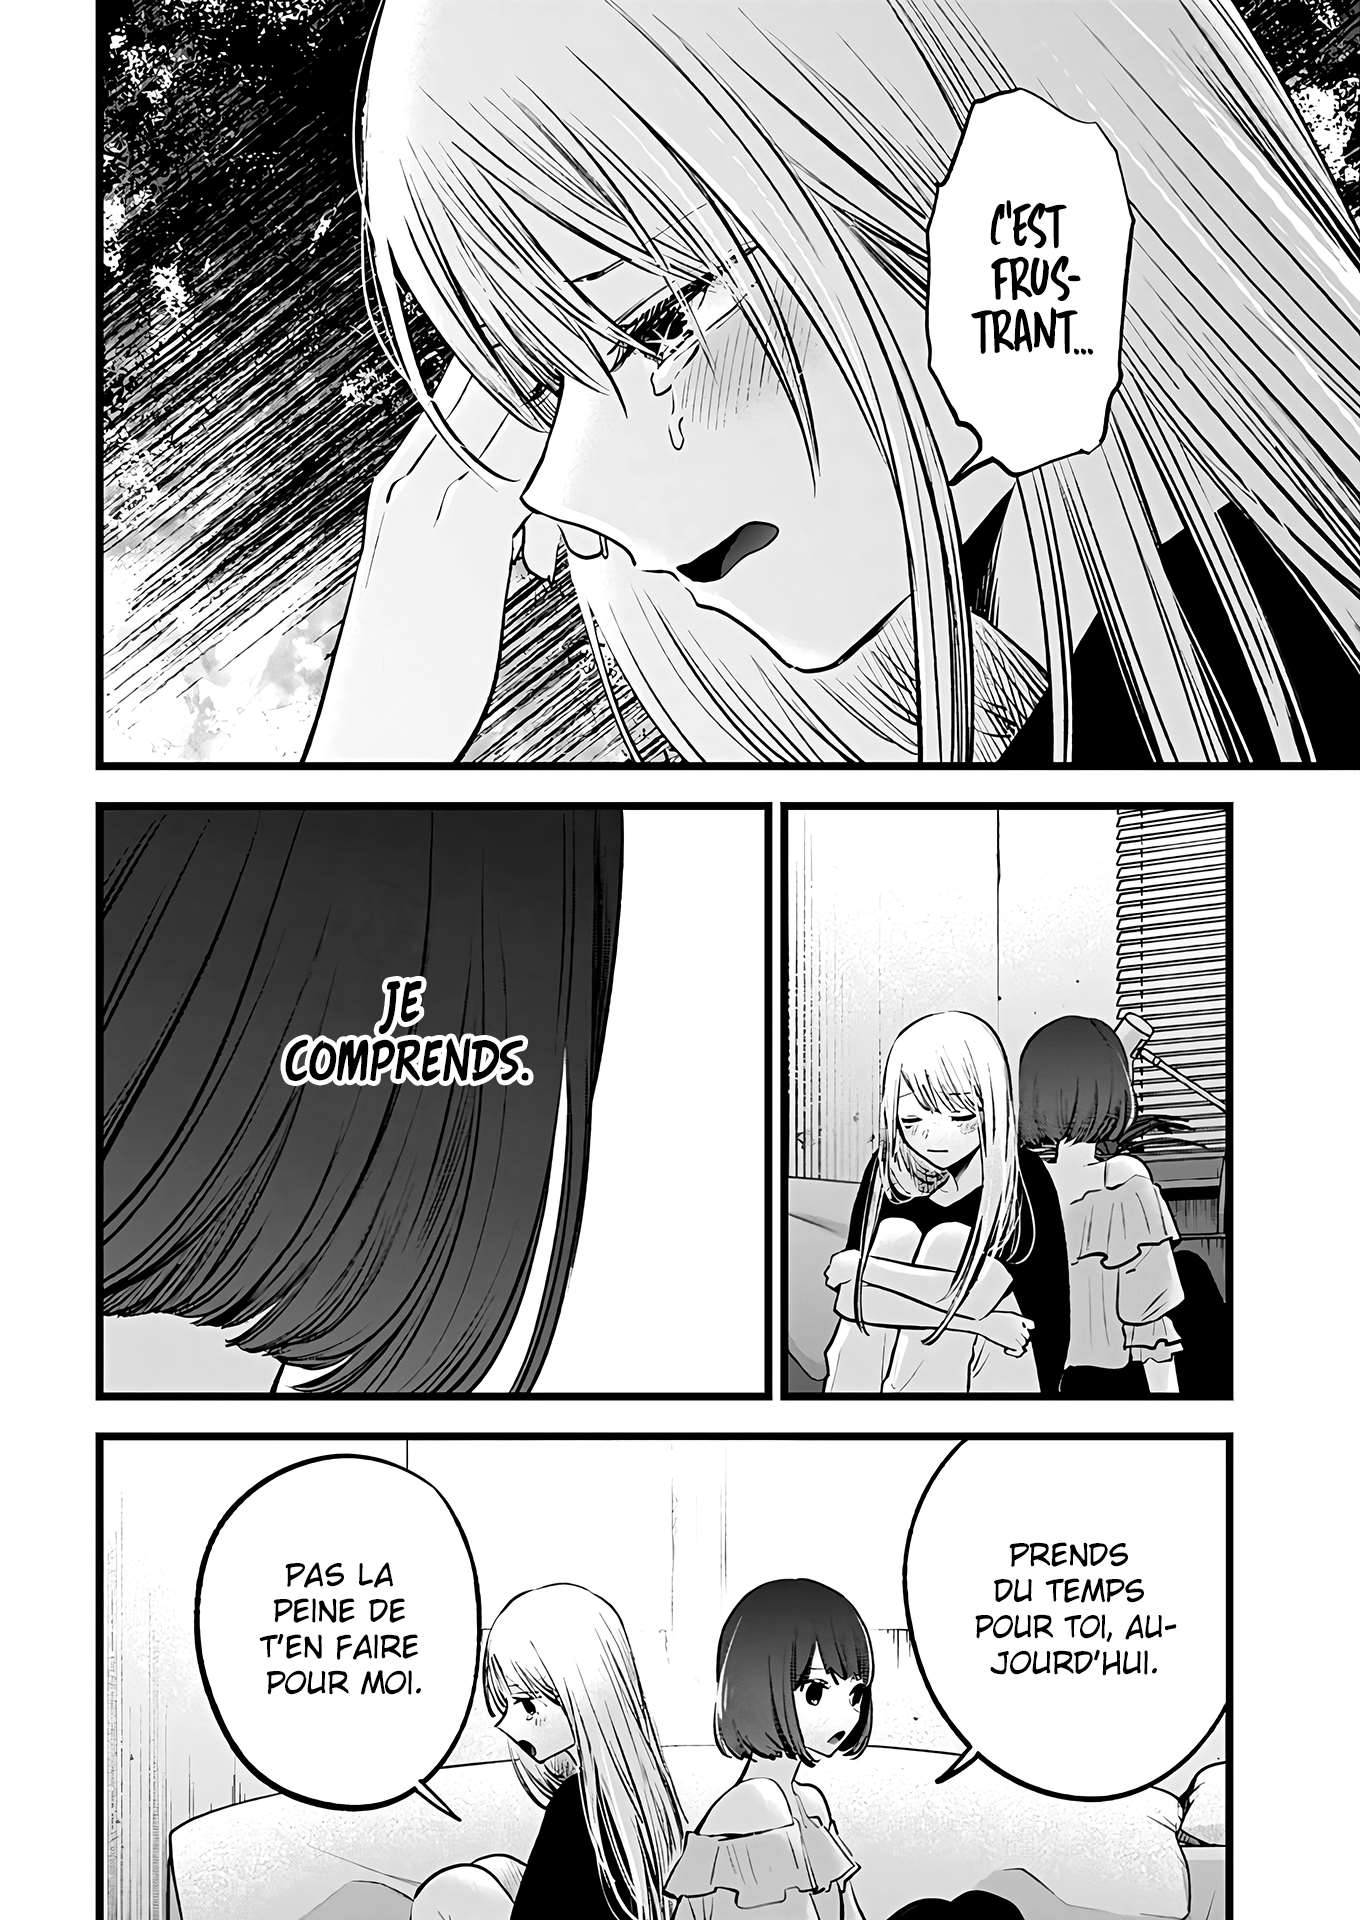 C'EST
FRUS-
TRANT...
JE
COMPRENDS.
PRENDS
DU TEMPS
POUR TOI, AU-
JOURD'HUI.
PAS LA
PEINE DE
T'EN FAIRE
POUR MOI.